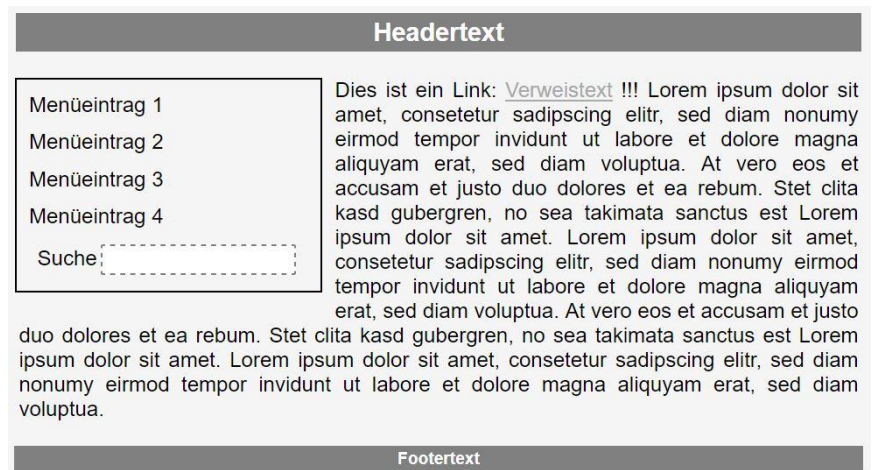 Headertext
Menüeintrag 1
Menüeintrag 2
Menüeintrag 3
Menüeintrag 4
Suche
Dies ist ein Link: Verweistext !!! Lorem ipsum dolor sit
amet, consetetur sadipscing elitr, sed diam nonumy
eirmod tempor invidunt ut labore et dolore magna
aliquyam erat, sed diam voluptua. At vero eos et
accusam et justo duo dolores et ea rebum. Stet clita
kasd gubergren, no sea takimata sanctus est Lorem
ipsum dolor sit amet. Lorem ipsum dolor sit amet,
consetetur sadipscing elitr, sed diam nonumy eirmod
tempor invidunt ut labore et dolore magna aliquyam
erat, sed diam voluptua. At vero eos et accusam et justo
duo dolores et ea rebum. Stet clita kasd gubergren, no sea takimata sanctus est Lorem
ipsum dolor sit amet. Lorem ipsum dolor sit amet, consetetur sadipscing elitr, sed diam
nonumy eirmod tempor invidunt ut labore et dolore magna aliquyam erat, sed diam
voluptua.
Footertext